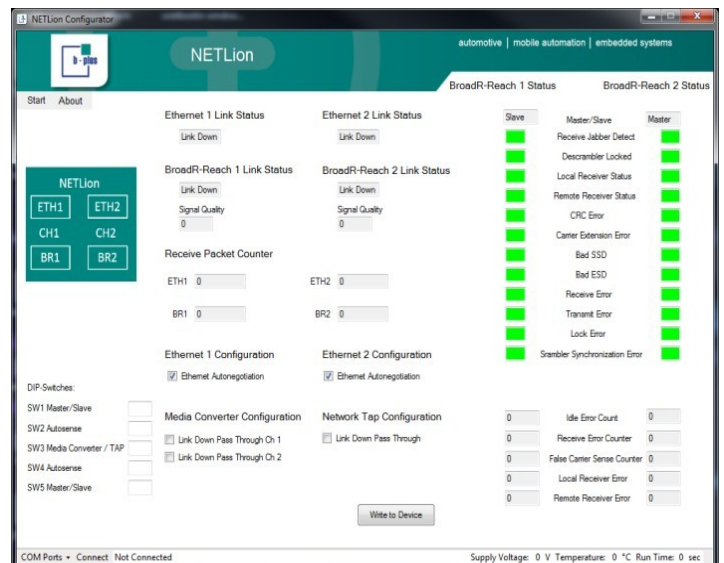 NETLion Configurator
b - plus
NETLion
automotive | mobile automation | embedded systems
BroadR-Reach 1 Status BroadR-Reach 2 Status
Start About
NETLion
ETH1 ETH2
CH1 CH2
BR1 BR2
DIP-Switches:
SW1 Master/Slave
SW2 Autosense
SW3 Media Converter / TAP
SW4 Autosense
SW5 Master/Slave
Ethernet 1 Link Status Ethernet 2 Link Status
Link Down Link Down
BroadR-Reach 1 Link Status BroadR-Reach 2 Link Status
Link Down Link Down
Signal Quality Signal Quality
0 0
Receive Packet Counter
ETH1 0 ETH2 0
BR1 0 BR2 0
Ethernet 1 Configuration Ethernet 2 Configuration
Ethernet Autonegotiation Ethernet Autonegotiation
Media Converter Configuration Network Tap Configuration
Link Down Pass Through Ch 1 Link Down Pass Through
Link Down Pass Through Ch 2
Write to Device
Slave Master/Slave Master
Receive Jabber Detect
Descrambler Locked
Local Receiver Status
Remote Receiver Status
CRC Error
Carrier Extension Error
Bad SSD
Bad ESD
Receive Error
Transmit Error
Lock Error
Srambler Synchronization Error
0 Idle Error Count 0
0 Receive Error Counter 0
0 False Carrier Sense Counter 0
0 Local Receiver Error 0
0 Remote Receiver Error 0
COM Ports Connect Not Connected
Supply Voltage: 0 V Temperature: 0 °C Run Time: 0 sec